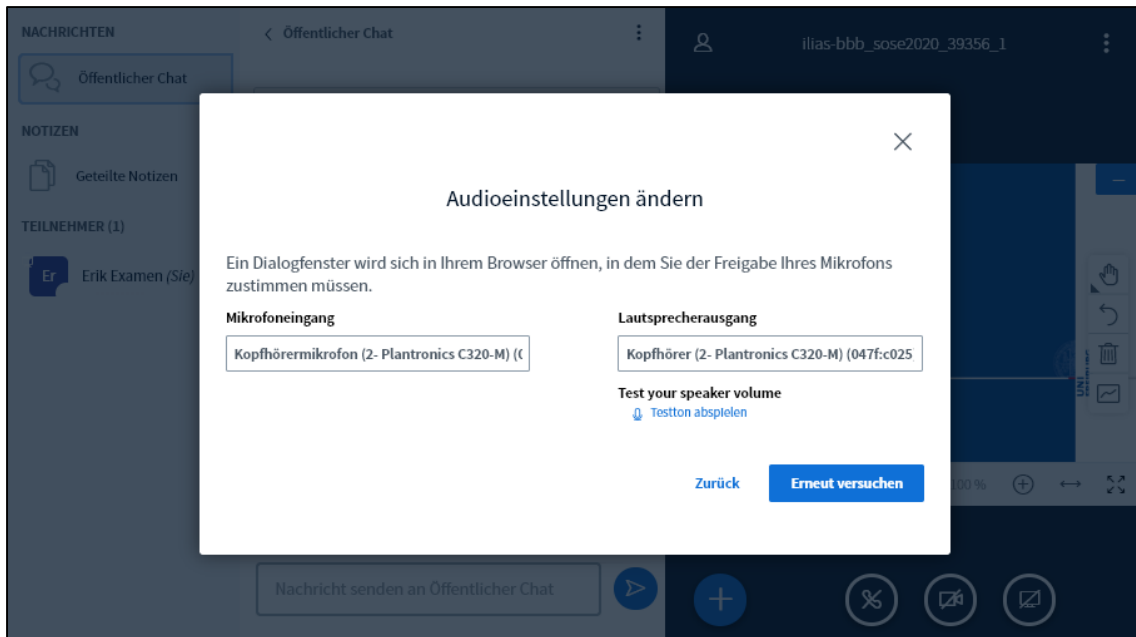 NACHRICHTEN
Öffentlicher Chat
NOTIZEN
Geteilte Notizen
TEILNEHMER (1)
Er
Erik Examen (Sie)
Öffentlicher Chat
ilias-bbb_sose2020_39356_1
Audioeinstellungen ändern
Ein Dialogfenster wird sich in Ihrem Browser öffnen, in dem Sie der Freigabe Ihres Mikrofons
zustimmen müssen.
Mikrofoneingang
Kopfhörermikrofon (2- Plantronics C320-M) (
Lautsprecherausgang
Kopfhörer (2- Plantronics C320-M) (047f:c025
Test your speaker volume
Testton abspielen
Zurück
Erneut versuchen
UNI
100 %
Nachricht senden an Öffentlicher Chat